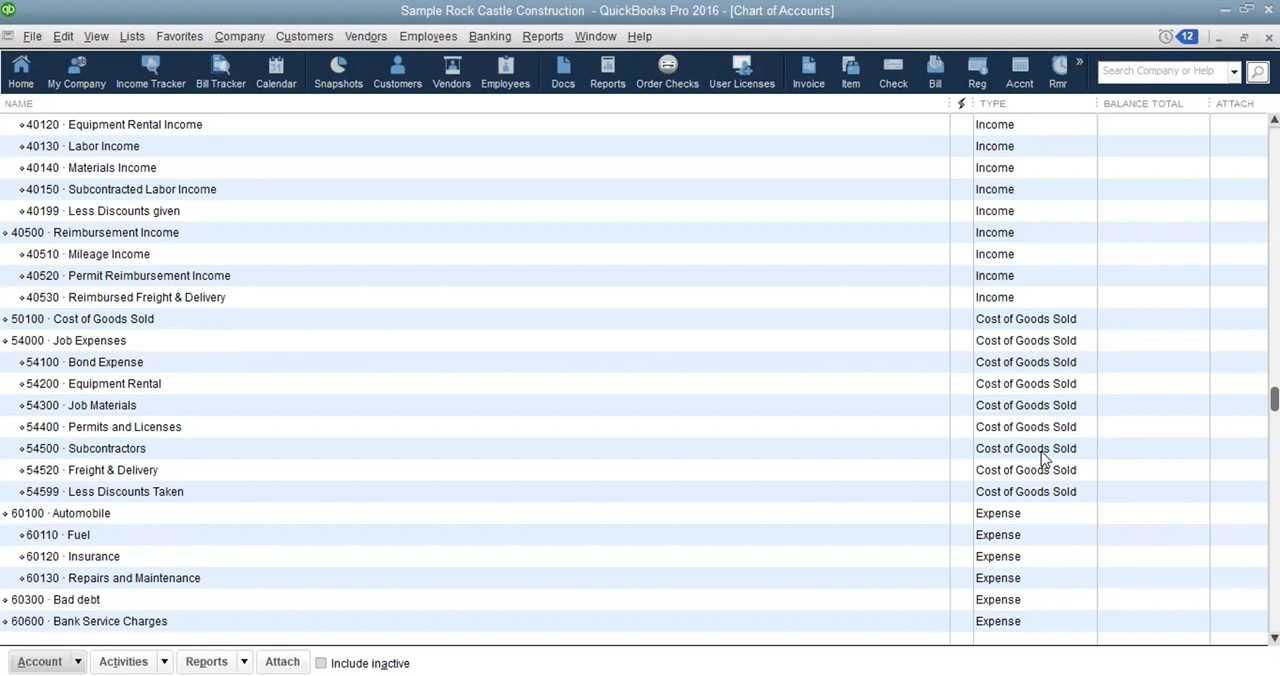 qb Sample Rock Castle Construction - QuickBooks Pro 2016 - [Chart of Accounts]
File Edit View Lists Favorites Company Customers Vendors Employees Banking Reports Window Help 12
Home My Company Income Tracker Bill Tracker Calendar Snapshots Customers Vendors Employees Docs Reports Order Checks User Licenses Invoice Item Check Bill Reg Accnt Rmr » Search Company or Help
NAME TYPE BALANCE TOTAL ATTACH
40120 · Equipment Rental Income Income
40130 · Labor Income Income
40140 · Materials Income Income
40150 · Subcontracted Labor Income Income
40199 · Less Discounts given Income
40500 · Reimbursement Income Income
40510 · Mileage Income Income
40520 · Permit Reimbursement Income Income
40530 · Reimbursed Freight & Delivery Income
50100 · Cost of Goods Sold Cost of Goods Sold
54000 · Job Expenses Cost of Goods Sold
54100 · Bond Expense Cost of Goods Sold
54200 · Equipment Rental Cost of Goods Sold
54300 · Job Materials Cost of Goods Sold
54400 · Permits and Licenses Cost of Goods Sold
54500 · Subcontractors Cost of Goods Sold
54520 · Freight & Delivery Cost of Goods Sold
54599 · Less Discounts Taken Cost of Goods Sold
60100 · Automobile Expense
60110 · Fuel Expense
60120 · Insurance Expense
60130 · Repairs and Maintenance Expense
60300 · Bad debt Expense
60600 · Bank Service Charges Expense
Account Activities Reports Attach Include inactive